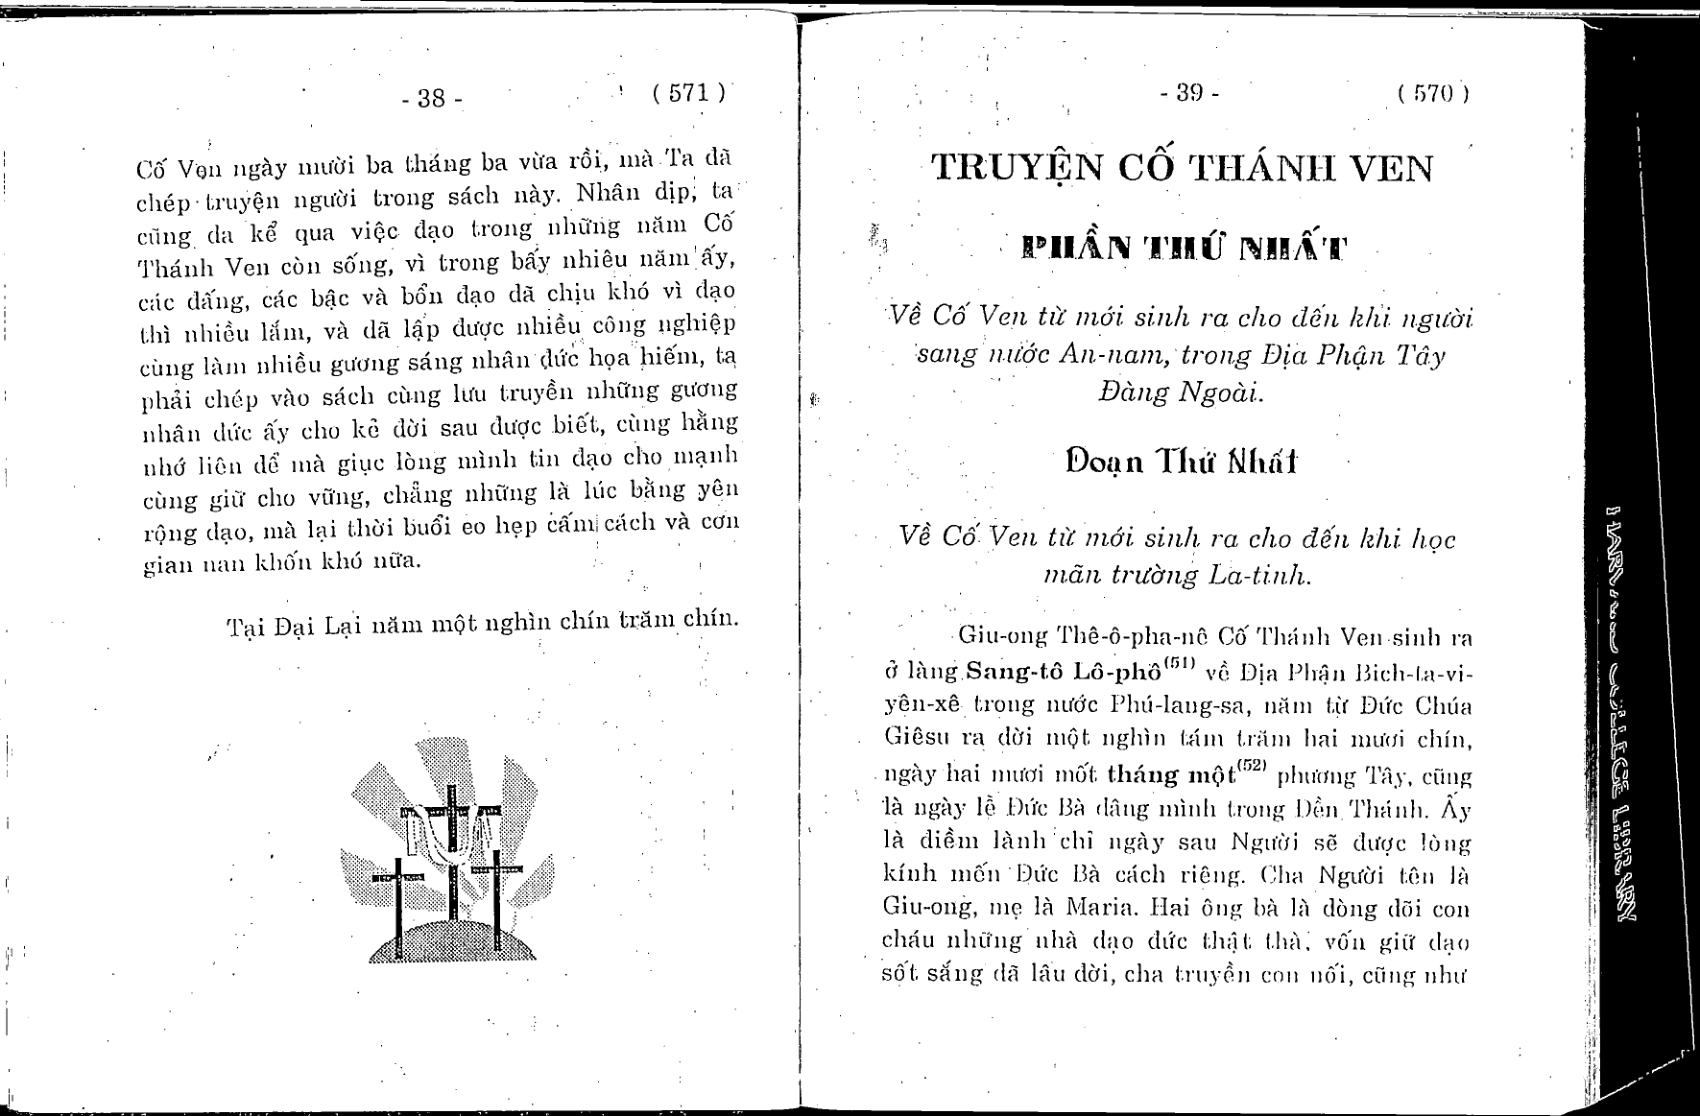 - 38 - ( 571 )
Cố Ven ngày mười ba tháng ba vừa rồi, mà Ta đã
chép truyện người trong sách này. Nhân dịp, ta
cũng da kể qua việc đạo trong những năm Cố
Thánh Ven còn sống, vì trong bấy nhiêu năm ấy,
các đấng, các bậc và bổn đạo đã chịu khó vì đạo
thì nhiều lắm, và đã lập được nhiều công nghiệp
cùng làm nhiều gương sáng nhân đức họa hiếm, ta
phải chép vào sách cùng lưu truyền những gương
nhân đức ấy cho kẻ đời sau được biết, cùng hằng
nhớ liên để mà giục lòng mình tin đạo cho mạnh
cùng giữ cho vững, chẳng những là lúc bằng yên
rộng đạo, mà lại thời buổi eo hẹp cấm cách và cơn
gian nan khốn khó nữa.
Tại Đại Lại năm một nghìn chín trăm chín.
- 39 - ( 570 )
TRUYỆN CỐ THÁNH VEN
PHẦN THỨ NHẤT
Về Cố Ven từ mới sinh ra cho đến khi người
sang nước An-nam, trong Địa Phận Tây
Đàng Ngoài.
Đoạn Thứ Nhất
Về Cố Ven từ mới sinh ra cho đến khi học
mãn trường La-tinh.
Giu-ong Thê-ô-pha-nê Cố Thánh Ven sinh ra
ở làng Sang-tô Lô-phô(51) về Địa Phận Bich-ta-vi-
yên-xê trong nước Phú-lang-sa, năm từ Đức Chúa
Giêsu ra đời một nghìn tám trăm hai mươi chín,
ngày hai mươi mốt tháng một(52) phương Tây, cũng
là ngày lễ Đức Bà dâng mình trong Đền Thánh. Ấy
là điềm lành chỉ ngày sau Người sẽ được lòng
kính mến Đức Bà cách riêng. Cha Người tên là
Giu-ong, mẹ là Maria. Hai ông bà là dòng dõi con
cháu những nhà đạo đức thật thà, vốn giữ đạo
sốt sắng đã lâu đời, cha truyền con nối, cũng như
HARVARD COLLEGE LIBRARY